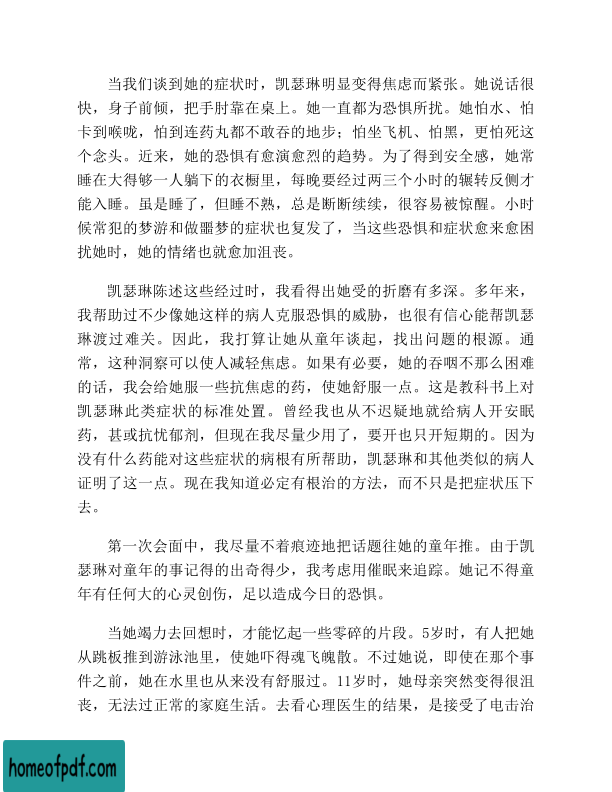 当我们谈到她的症状时，凯瑟琳明显变得焦虑而紧张。她说话很
快，身子前倾，把手肘靠在桌上。她一直都为恐惧所扰。她怕水、怕
卡到喉咙，怕到连药丸都不敢吞的地步；怕坐飞机、怕黑，更怕死这
个念头。近来，她的恐惧有愈演愈烈的趋势。为了得到安全感，她常
睡在大得够一人躺下的衣橱里，每晚要经过两三个小时的辗转反侧才
能入睡。虽是睡了，但睡不熟，总是断断续续，很容易被惊醒。小时
候常犯的梦游和做噩梦的症状也复发了，当这些恐惧和症状愈来愈困
扰她时，她的情绪也就愈加沮丧。
凯瑟琳陈述这些经过时，我看得出她受的折磨有多深。多年来，
我帮助过不少像她这样的病人克服恐惧的威胁，也很有信心能帮凯瑟
琳渡过难关。因此，我打算让她从童年谈起，找出问题的根源。通
常，这种洞察可以使人减轻焦虑。如果有必要，她的吞咽不那么困难
的话，我会给她服一些抗焦虑的药，使她舒服一点。这是教科书上对
凯瑟琳此类症状的标准处置。曾经我也从不迟疑地就给病人开安眠
药，甚或抗忧郁剂，但现在我尽量少用了，要开也只开短期的。因为
没有什么药能对这些症状的病根有所帮助，凯瑟琳和其他类似的病人
证明了这一点。现在我知道必定有根治的方法，而不只是把症状压下
去。
第一次会面中，我尽量不着痕迹地把话题往她的童年推。由于凯
瑟琳对童年的事记得的出奇得少，我考虑用催眠来追踪。她记不得童
年有任何大的心灵创伤，足以造成今日的恐惧。
当她竭力去回想时，才能忆起一些零碎的片段。5岁时，有人把她
从跳板推到游泳池里，使她吓得魂飞魄散。不过她说，即使在那个事
件之前，她在水里也从来没有舒服过。11岁时，她母亲突然变得很沮
丧，无法过正常的家庭生活。去看心理医生的结果，是接受了电击治
homeofpdf.com